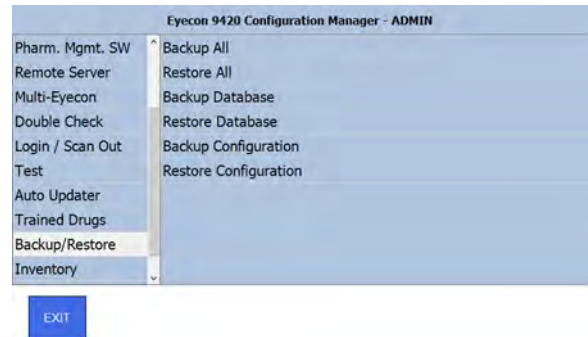 Eyecon 9420 Configuration Manager - ADMIN
Pharm. Mgmt. SW
Remote Server
Multi-Eyecon
Double Check
Login / Scan Out
Test
Auto Updater
Trained Drugs
Backup/Restore
Inventory
Backup All
Restore All
Backup Database
Restore Database
Backup Configuration
Restore Configuration
EXIT